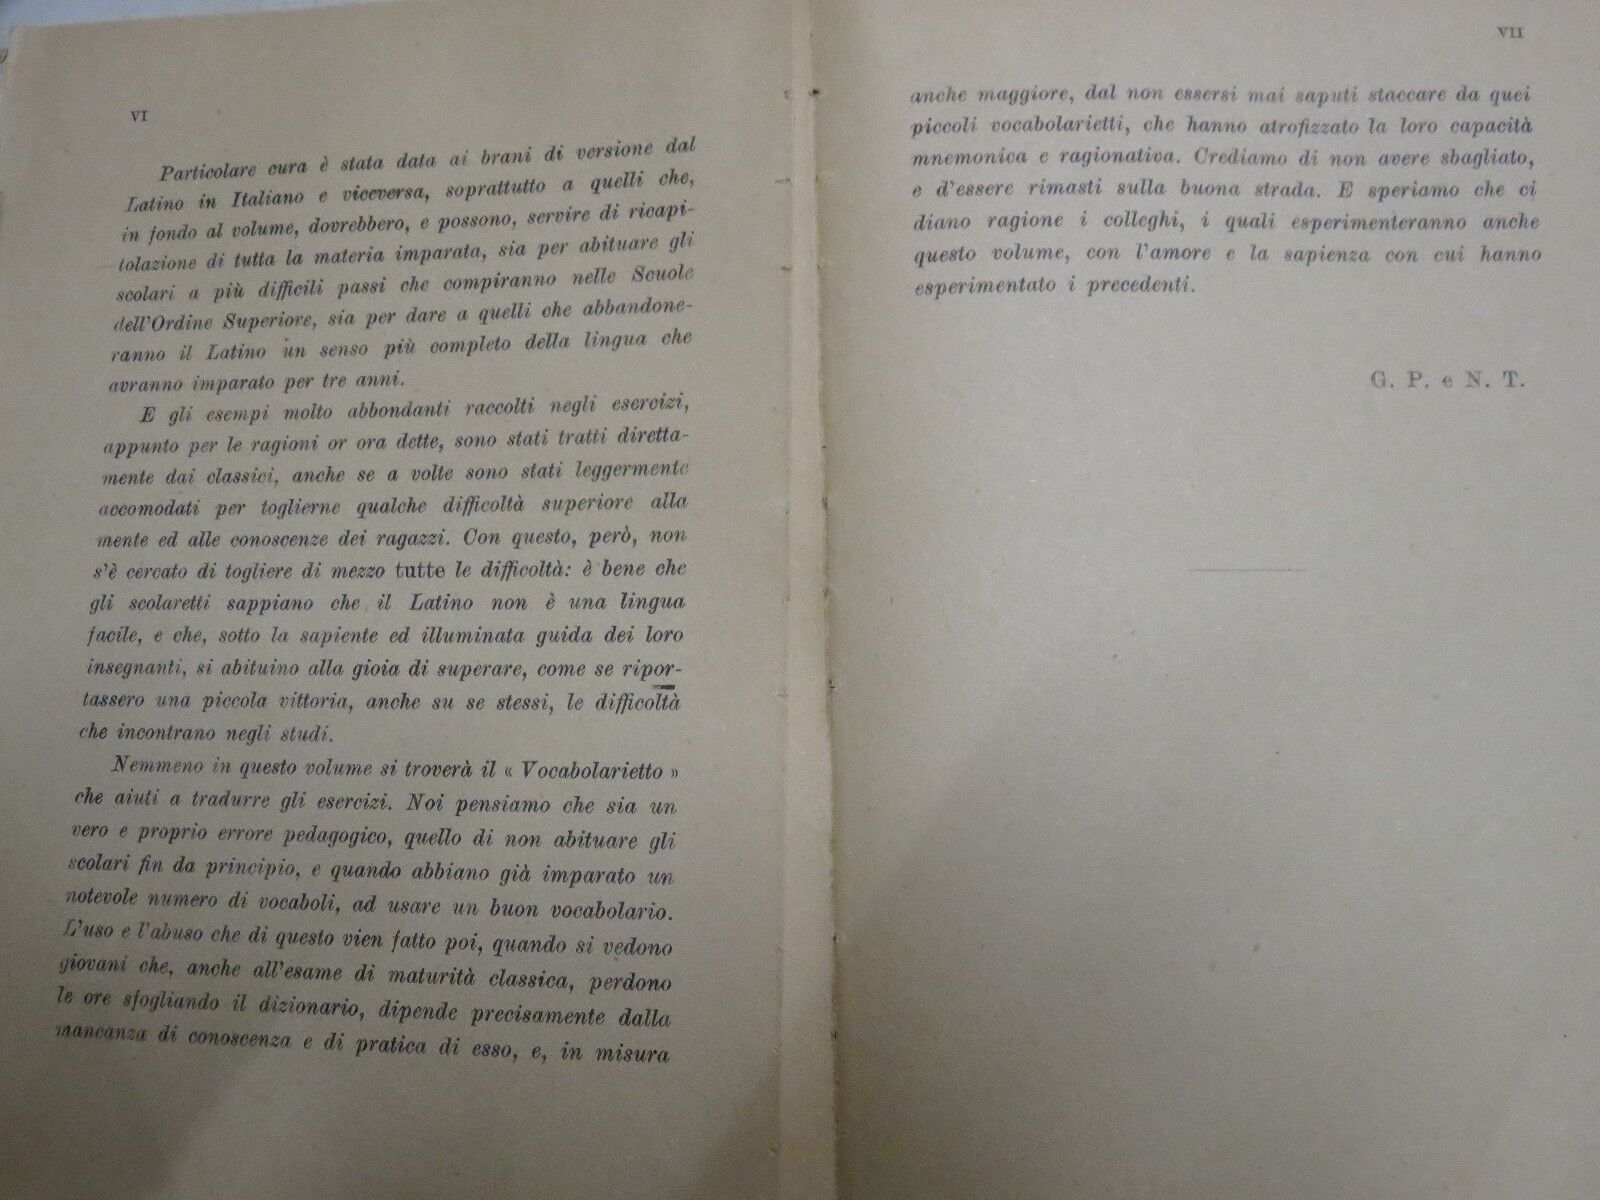 VI
Particolare cura è stata data ai brani di versione dal
Latino in Italiano e viceversa, soprattutto a quelli che,
in fondo al volume, dovrebbero, e possono, servire di ricapi-
tolazione di tutta la materia imparata, sia per abituare gli
scolari a più difficili passi che compiranno nelle Scuole
dell'Ordine Superiore, sia per dare a quelli che abbandone-
ranno il Latino un senso più completo della lingua che
avranno imparato per tre anni.
E gli esempi molto abbondanti raccolti negli esercizi,
appunto per le ragioni or ora dette, sono stati tratti diretta-
mente dai classici, anche se a volte sono stati leggermente
accomodati per toglierne qualche difficoltà superiore alla
mente ed alle conoscenze dei ragazzi. Con questo, però, non
s'è cercato di togliere di mezzo tutte le difficoltà: è bene che
gli scolaretti sappiano che il Latino non è una lingua
facile, e che, sotto la sapiente ed illuminata guida dei loro
insegnanti, si abituino alla gioia di superare, come se ripor-
tassero una piccola vittoria, anche su se stessi, le difficoltà
che incontrano negli studi.
Nemmeno in questo volume si troverà il « Vocabolarietto »
che aiuti a tradurre gli esercizi. Noi pensiamo che sia un
vero e proprio errore pedagogico, quello di non abituare gli
scolari fin da principio, e quando abbiano già imparato un
notevole numero di vocaboli, ad usare un buon vocabolario.
L'uso e l'abuso che di questo vien fatto poi, quando si vedono
giovani che, anche all'esame di maturità classica, perdono
le ore sfogliando il dizionario, dipende precisamente dalla
mancanza di conoscenza e di pratica di esso, e, in misura
VII
anche maggiore, dal non essersi mai saputi staccare da quei
piccoli vocabolarietti, che hanno atrofizzato la loro capacità
mnemonica e ragionativa. Crediamo di non avere sbagliato,
e d'essere rimasti sulla buona strada. E speriamo che ci
diano ragione i colleghi, i quali esperimenteranno anche
questo volume, con l'amore e la sapienza con cui hanno
esperimentato i precedenti.
G. P. e N. T.